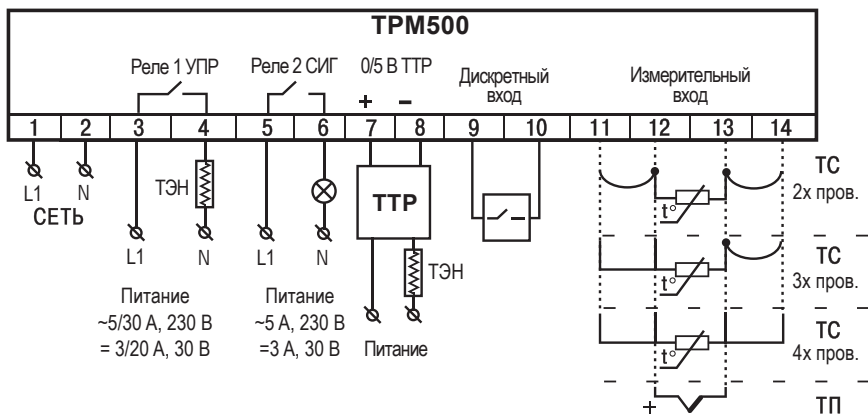 ТРМ500
Реле 1 УПР
Реле 2 СИГ
0/5 В ТТР
Дискретный
вход
Измерительный
вход
+ −
1 2 3 4 5 6 7 8 9 10 11 12 13 14
L1 N
СЕТЬ
ТЭН
L1 N
Питание
~5/30 А, 230 В
= 3/20 А, 30 В
L1 N
Питание
~5 А, 230 В
=3 А, 30 В
ТТР
ТЭН
Питание
t°
ТС
2х пров.
t°
ТС
3х пров.
t°
ТС
4х пров.
+
ТП